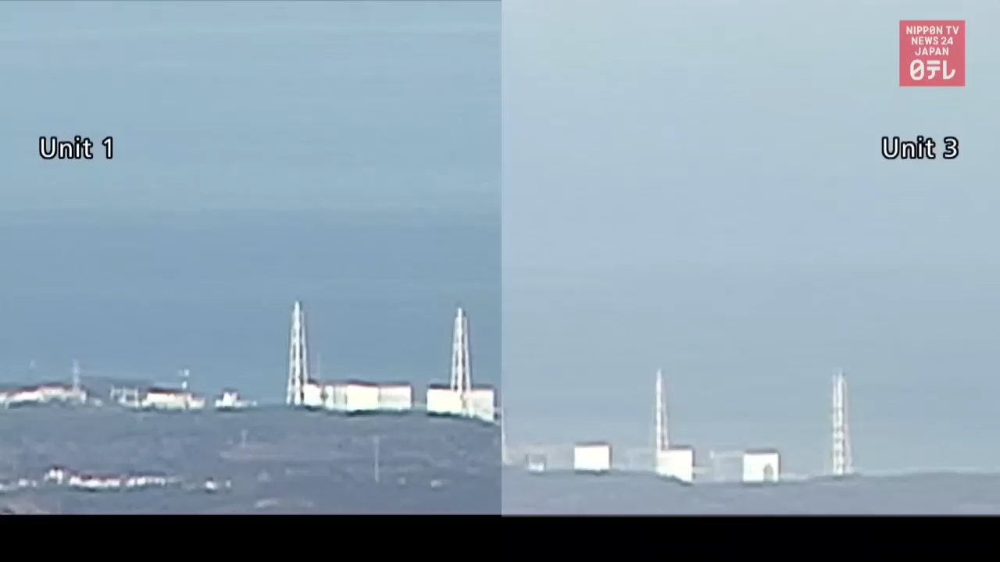 NIPPON TV
NEWS 24
JAPAN
日テレ
Unit 1
Unit 3